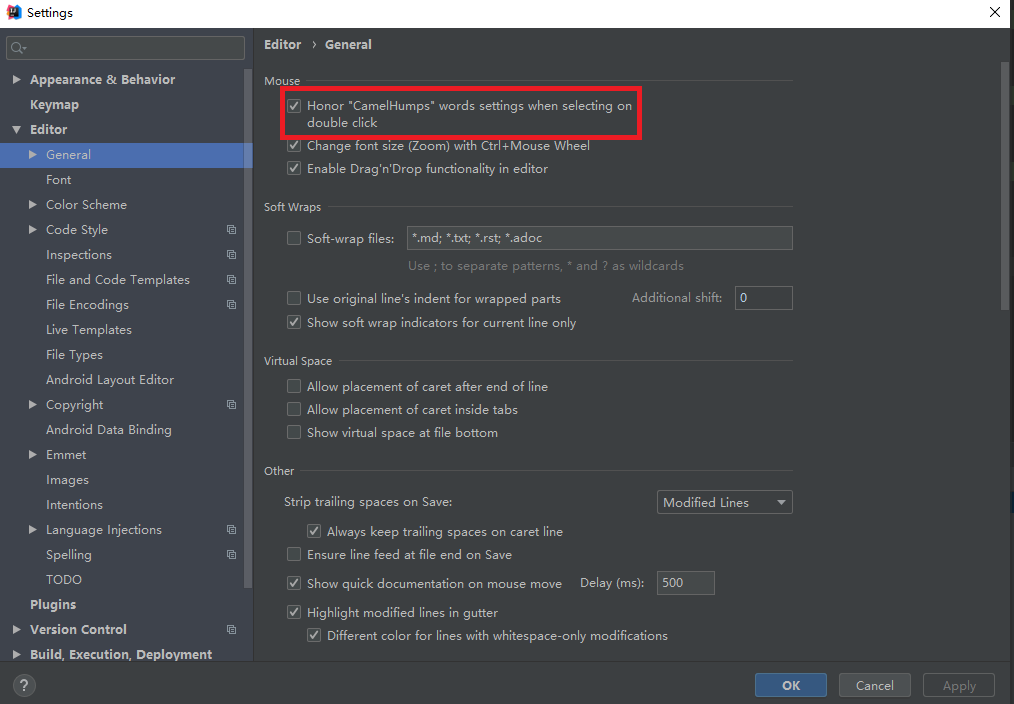 Settings
Appearance & Behavior
Keymap
Editor
General
Font
Color Scheme
Code Style
Inspections
File and Code Templates
File Encodings
Live Templates
File Types
Android Layout Editor
Copyright
Android Data Binding
Emmet
Images
Intentions
Language Injections
Spelling
TODO
Plugins
Version Control
Build, Execution, Deployment
Editor › General
Mouse
Honor "CamelHumps" words settings when selecting on
double click
Change font size (Zoom) with Ctrl+Mouse Wheel
Enable Drag'n'Drop functionality in editor
Soft Wraps
Soft-wrap files: *.md; *.txt; *.rst; *.adoc
Use ; to separate patterns, * and ? as wildcards
Use original line's indent for wrapped parts Additional shift: 0
Show soft wrap indicators for current line only
Virtual Space
Allow placement of caret after end of line
Allow placement of caret inside tabs
Show virtual space at file bottom
Other
Strip trailing spaces on Save: Modified Lines
Always keep trailing spaces on caret line
Ensure line feed at file end on Save
Show quick documentation on mouse move Delay (ms): 500
Highlight modified lines in gutter
Different color for lines with whitespace-only modifications
? OK Cancel Apply